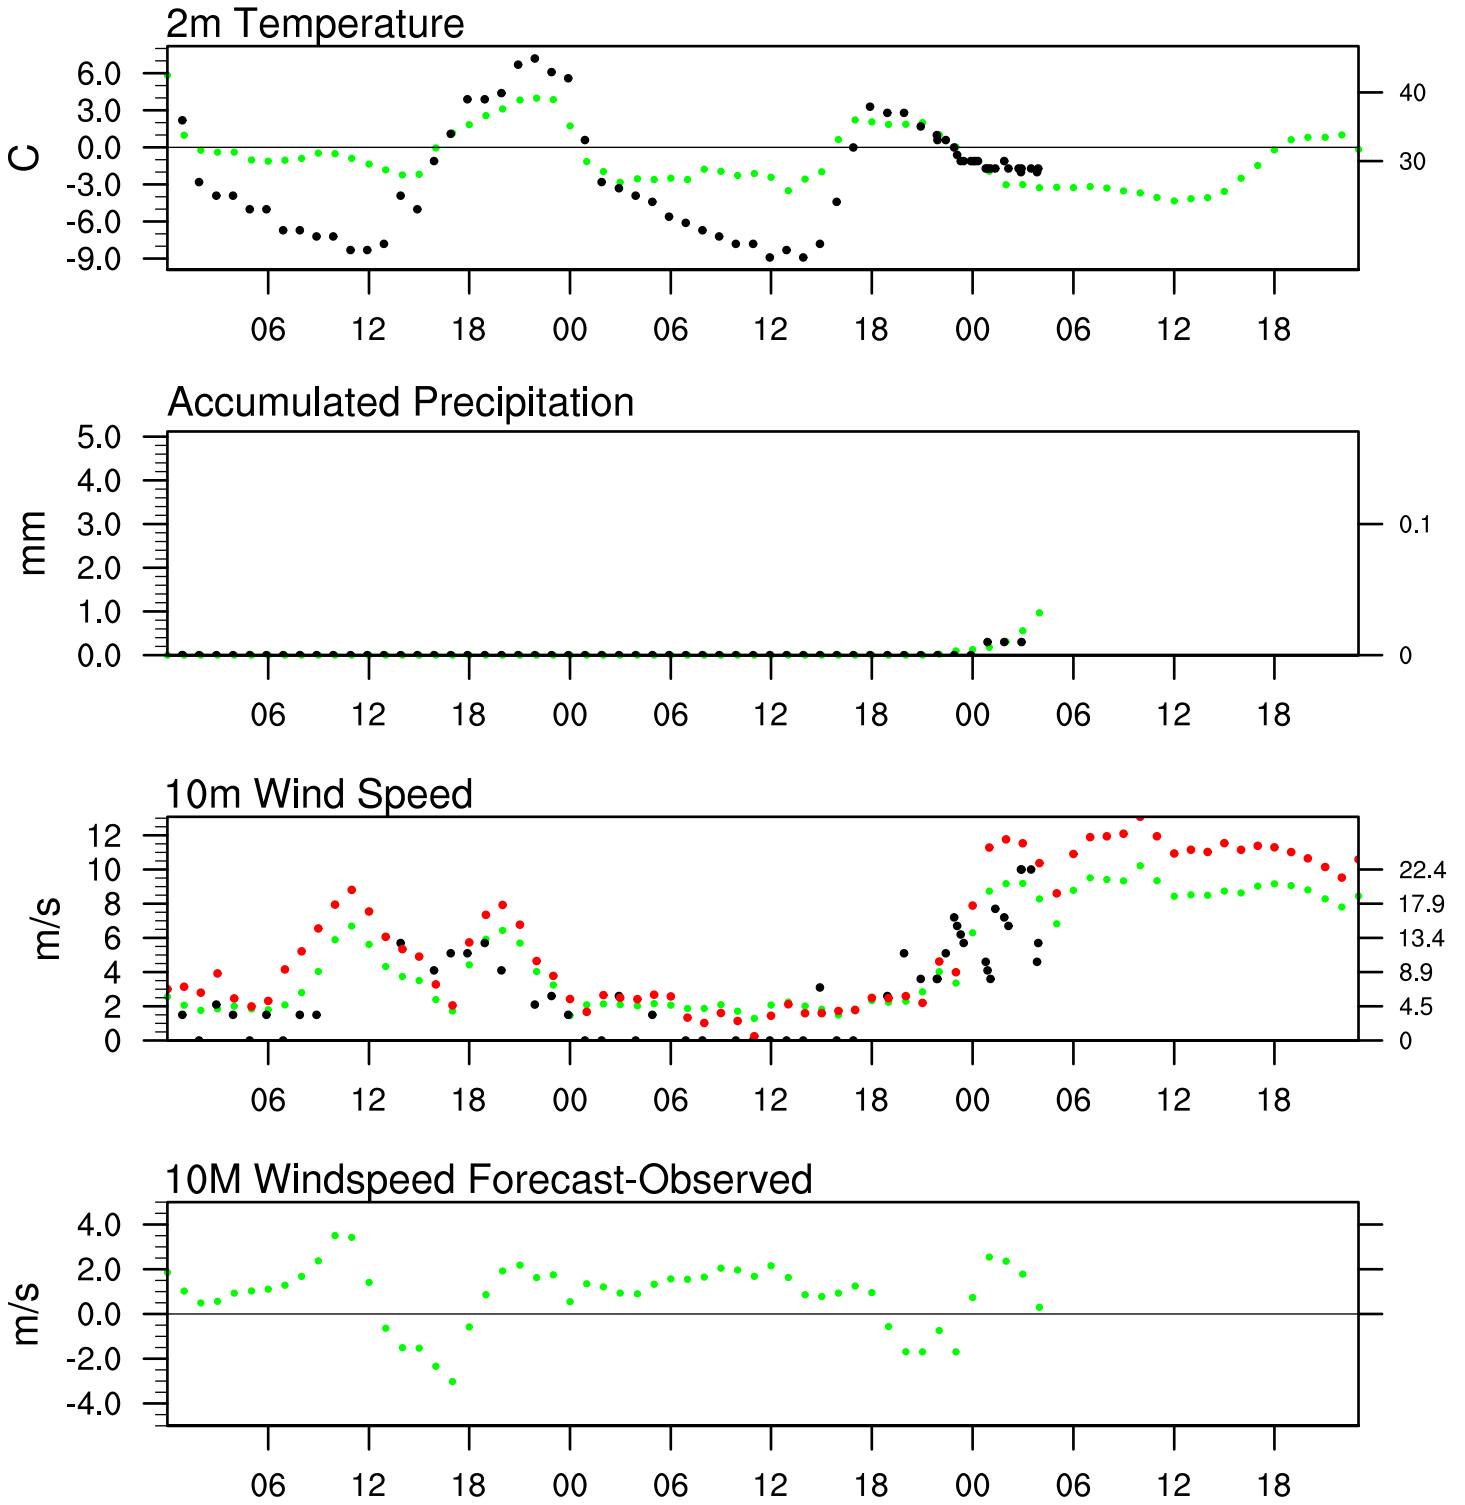 2m Temperature
6.0
3.0
0.0
-3.0
-6.0
-9.0
C
40
30
06 12 18 00 06 12 18 00 06 12 18
Accumulated Precipitation
5.0
4.0
3.0
2.0
1.0
0.0
mm
0.1
0
06 12 18 00 06 12 18 00 06 12 18
10m Wind Speed
12
10
8
6
4
2
0
m/s
22.4
17.9
13.4
8.9
4.5
0
06 12 18 00 06 12 18 00 06 12 18
10M Windspeed Forecast-Observed
4.0
2.0
0.0
-2.0
-4.0
m/s
06 12 18 00 06 12 18 00 06 12 18